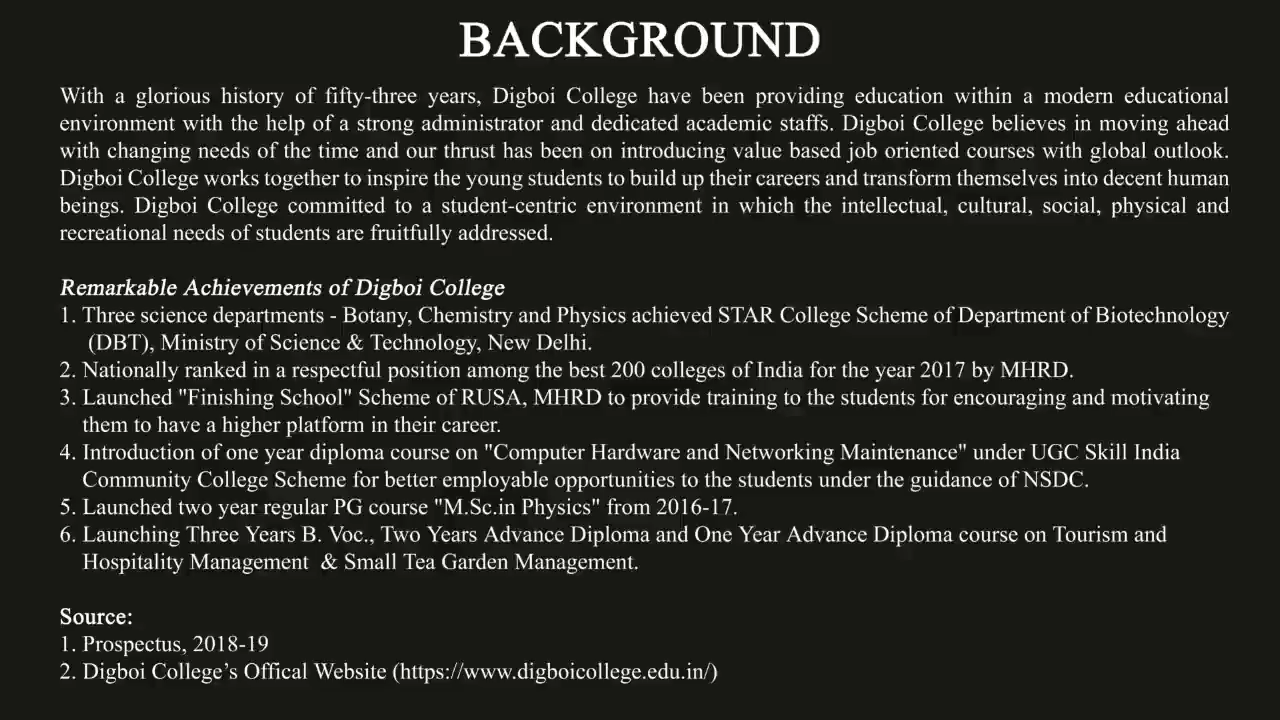 BACKGROUND
With a glorious history of fifty-three years, Digboi College have been providing education within a modern educational
environment with the help of a strong administrator and dedicated academic staffs. Digboi College believes in moving ahead
with changing needs of the time and our thrust has been on introducing value based job oriented courses with global outlook.
Digboi College works together to inspire the young students to build up their careers and transform themselves into decent human
beings. Digboi College committed to a student-centric environment in which the intellectual, cultural, social, physical and
recreational needs of students are fruitfully addressed.
Remarkable Achievements of Digboi College
1. Three science departments - Botany, Chemistry and Physics achieved STAR College Scheme of Department of Biotechnology
(DBT), Ministry of Science & Technology, New Delhi.
2. Nationally ranked in a respectful position among the best 200 colleges of India for the year 2017 by MHRD.
3. Launched "Finishing School" Scheme of RUSA, MHRD to provide training to the students for encouraging and motivating
them to have a higher platform in their career.
4. Introduction of one year diploma course on "Computer Hardware and Networking Maintenance" under UGC Skill India
Community College Scheme for better employable opportunities to the students under the guidance of NSDC.
5. Launched two year regular PG course "M.Sc.in Physics" from 2016-17.
6. Launching Three Years B. Voc., Two Years Advance Diploma and One Year Advance Diploma course on Tourism and
Hospitality Management  & Small Tea Garden Management.
Source:
1. Prospectus, 2018-19
2. Digboi College’s Offical Website (https://www.digboicollege.edu.in/)